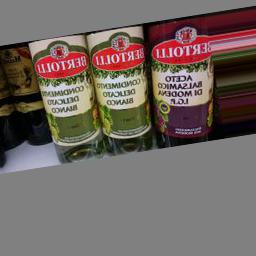 BERTOLLI
CONDIMENTO
DELICATO
BIANCO
BERTOLLI
CONDIMENTO
DELICATO
BIANCO
BERTOLLI
ACETO
BALSAMICO
DI MODENA
I.G.P.